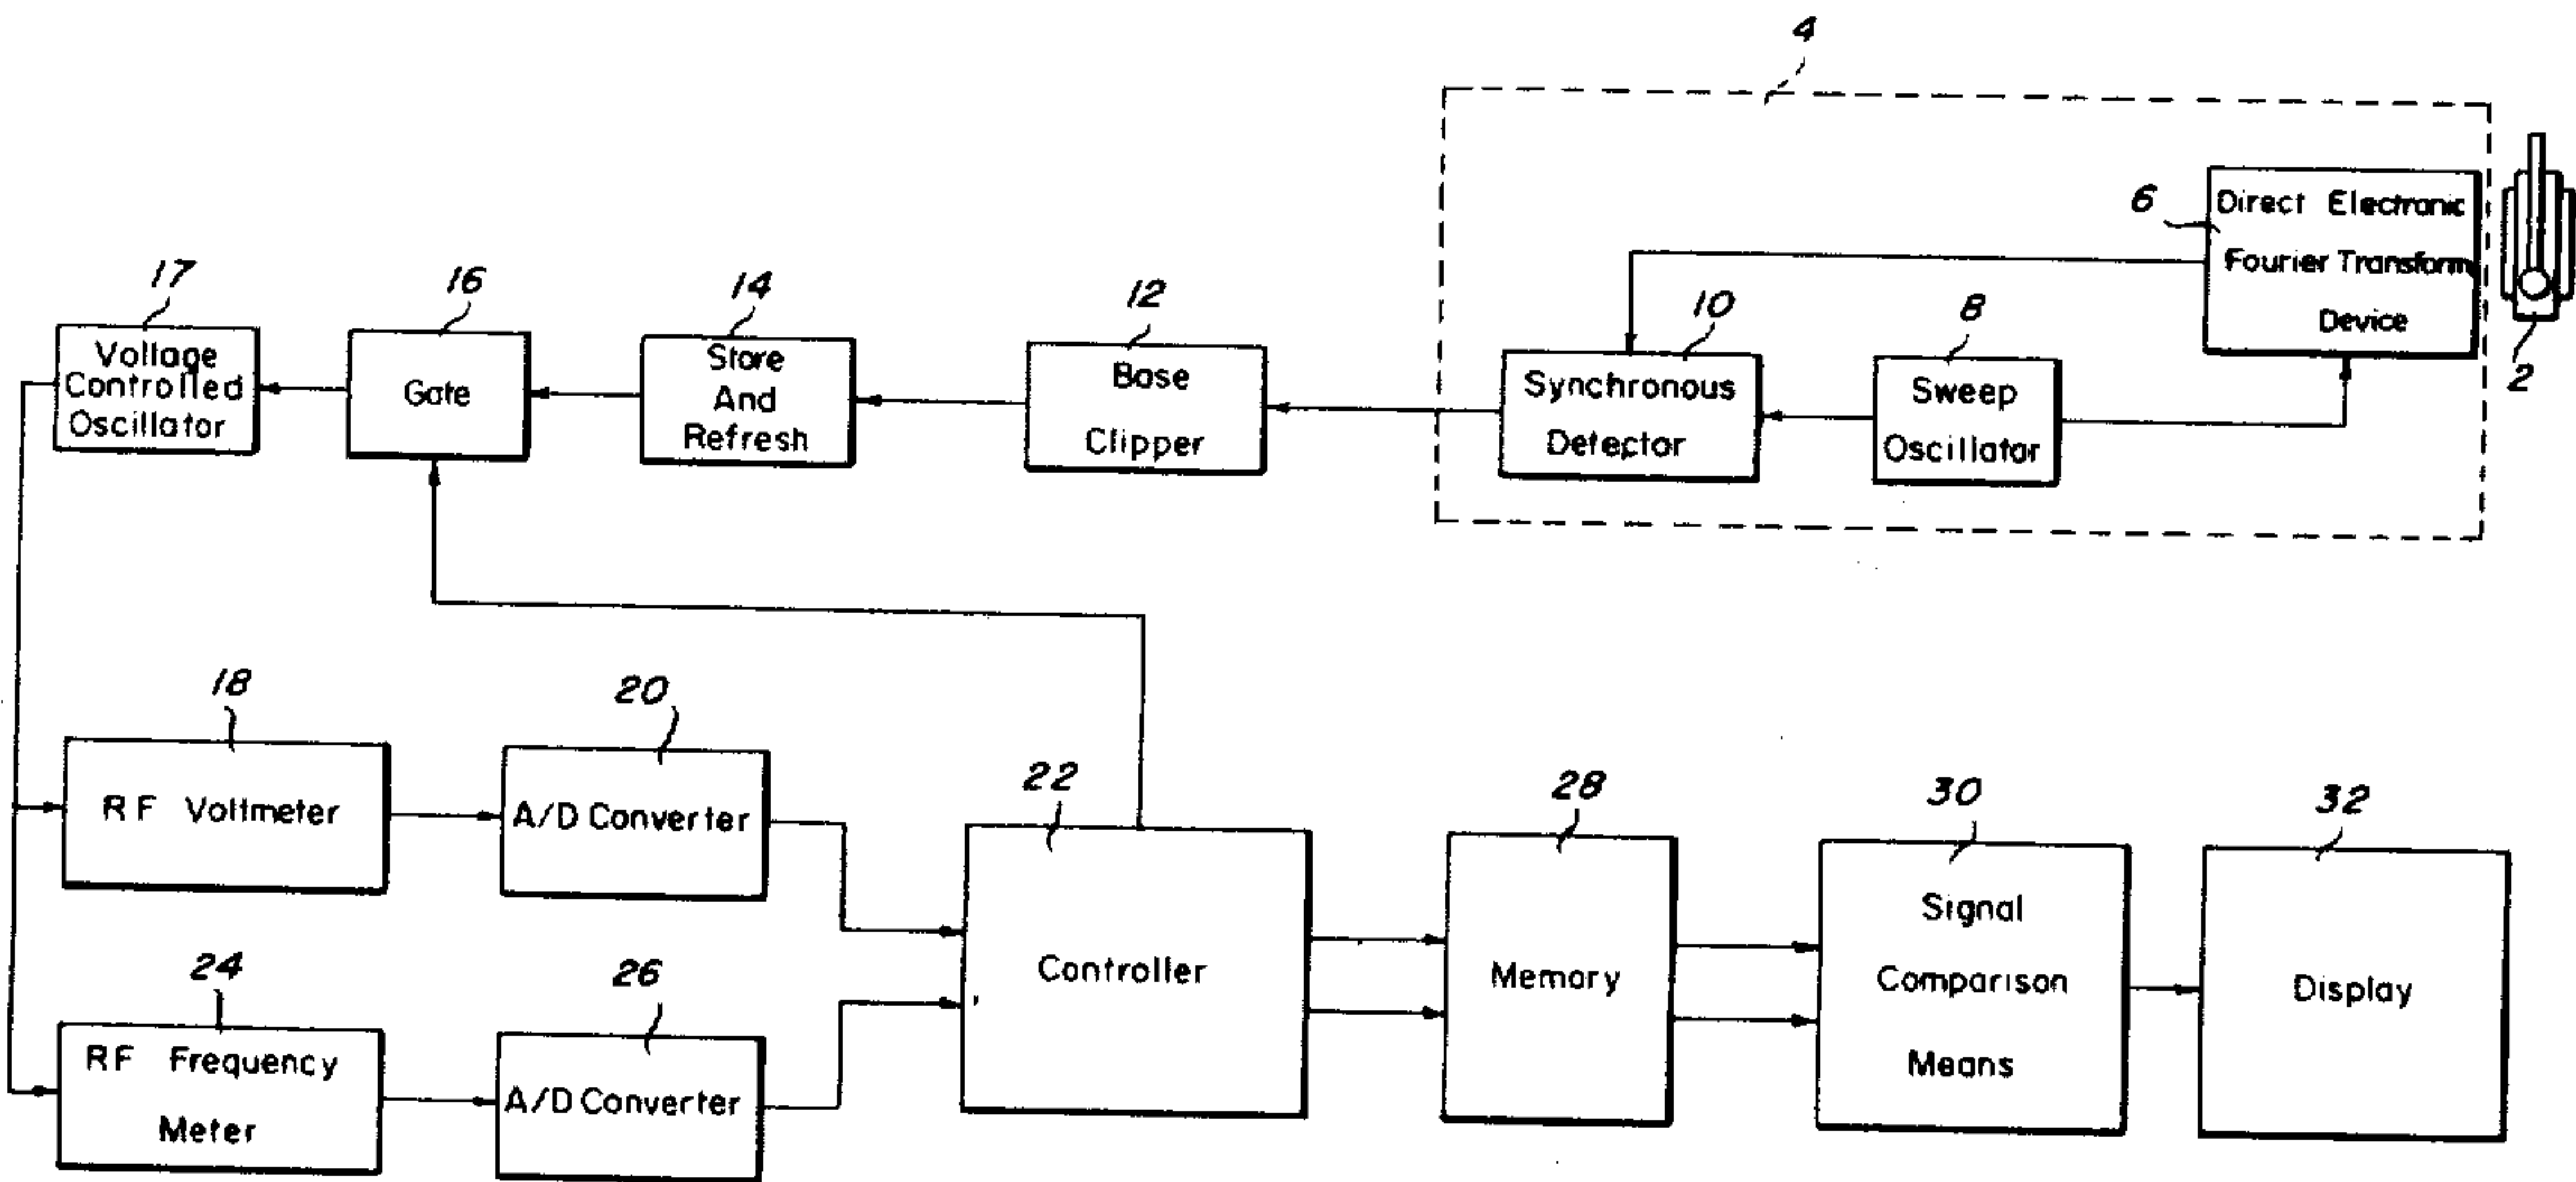 4
6
Direct Electronic
Fourier Transform
Device
2
17
Vollage
Controlled
Oscillator
16
Gate
14
Store
And
Refresh
12
Base
Clipper
10
Synchronous
Detector
8
Sweep
Oscillator
18
RF Voltmeter
20
A/D Converter
22
Controller
24
RF Frequency
Meter
26
A/D Converter
28
Memory
30
Signal
Comparison
Means
32
Display